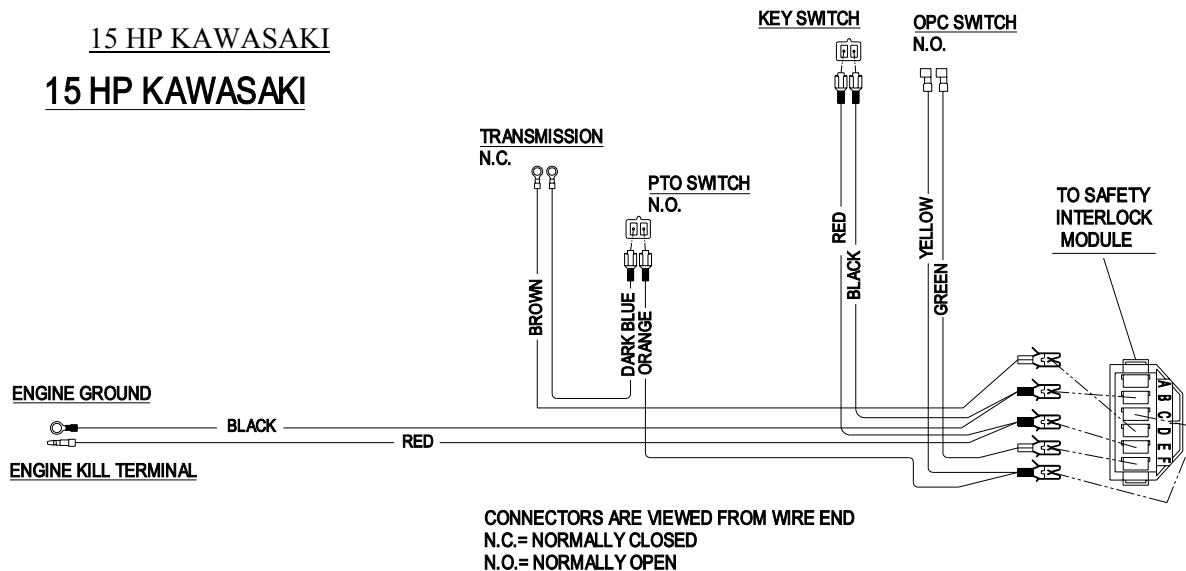 15 HP KAWASAKI
15 HP KAWASAKI
KEY SWITCH
OPC SWITCH
N.O.
TRANSMISSION
N.C.
PTO SWITCH
N.O.
TO SAFETY
INTERLOCK
MODULE
RED
BLACK
YELLOW
GREEN
BROWN
DARK BLUE
ORANGE
A
B
C
D
E
F
ENGINE GROUND
BLACK
RED
ENGINE KILL TERMINAL
CONNECTORS ARE VIEWED FROM WIRE END
N.C.= NORMALLY CLOSED
N.O.= NORMALLY OPEN